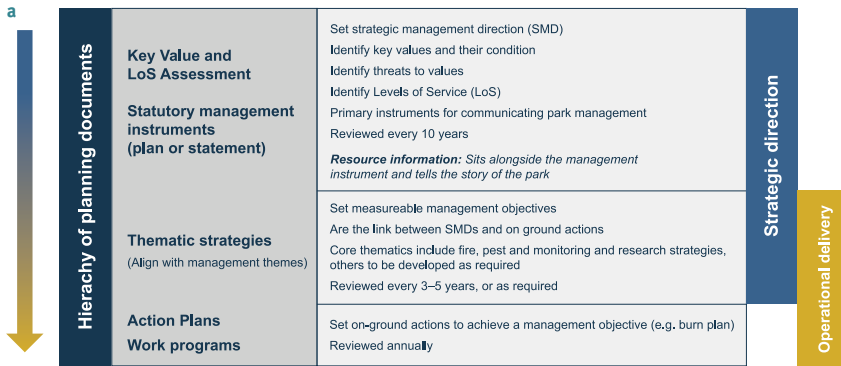 a
Hierachy of planning documents
Key Value and
LoS Assessment
Statutory management
instruments
(plan or statement)
Set strategic management direction (SMD)
Identify key values and their condition
Identify threats to values
Identify Levels of Service (LoS)
Primary instruments for communicating park management
Reviewed every 10 years
Resource information: Sits alongside the management
instrument and tells the story of the park
Thematic strategies
(Align with management themes)
Set measureable management objectives
Are the link between SMDs and on ground actions
Core thematics include fire, pest and monitoring and research strategies,
others to be developed as required
Reviewed every 3–5 years, or as required
Action Plans
Work programs
Set on-ground actions to achieve a management objective (e.g. burn plan)
Reviewed annually
Strategic direction
Operational delivery